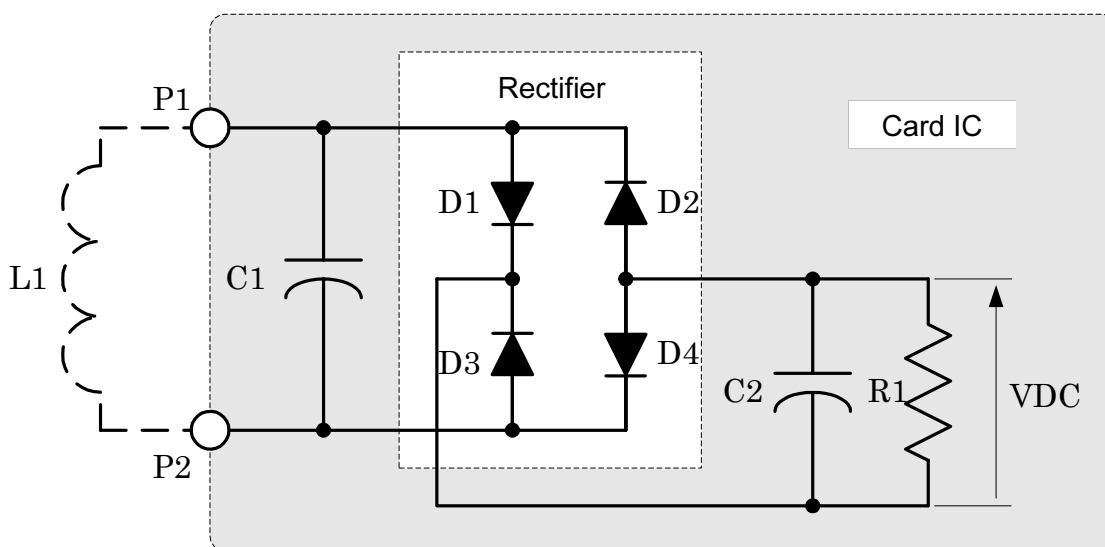 Rectifier
P1
Card IC
D1
D2
L1
C1
D3
D4
C2
R1
VDC
P2